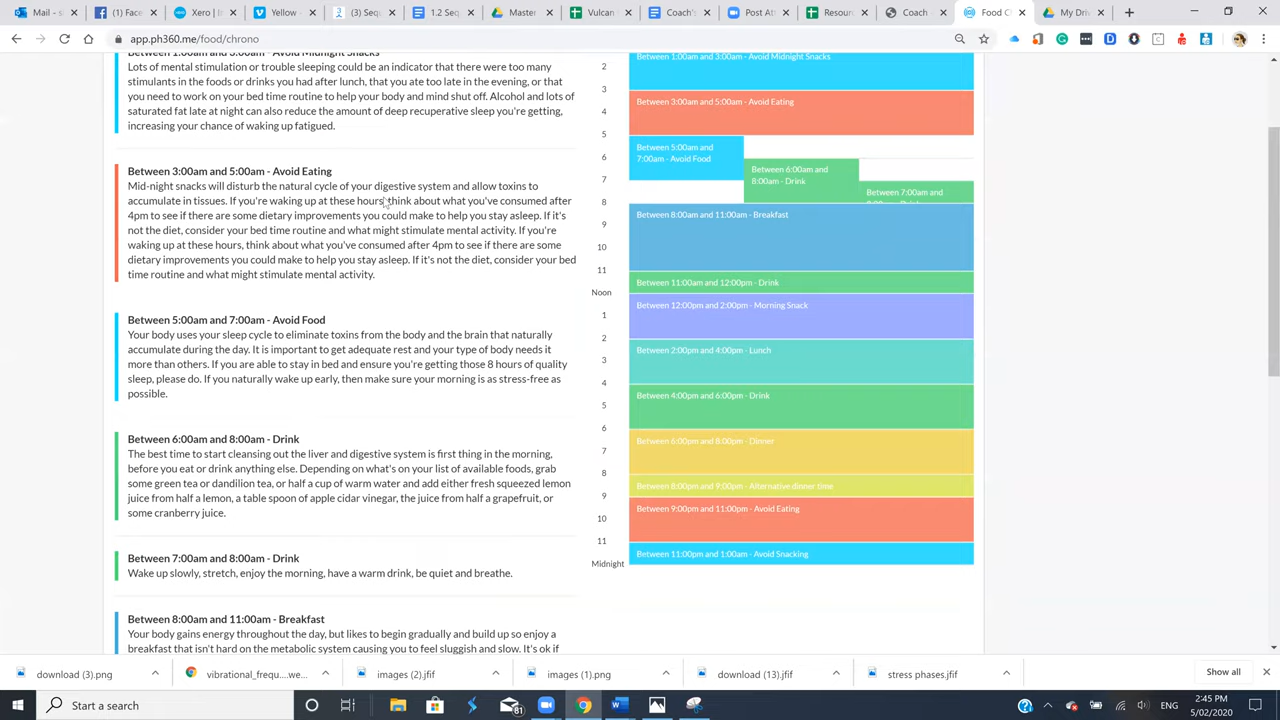 Mail - s
(1) Face
Xero | In
Yellow
(3) Seq
1.2 Seq
M
Vulcan
Coach's
Post Att
Resour
Coach
Food C
My Driv
app.ph360.me/food/chrono
Between 1:00am and 3:00am - Avoid Midnight Snacks
Lots of mental stimulation or trouble sleeping could be an indicator that there were too many
stimulants in the foods or drinks you had after lunch, that you ate too late in the evening, or that
you need to work on your bed time routine to help your body and mind shut off. Alcohol and lots of
saturated fat late at night can also reduce the amount of deep recuperative sleep you're getting,
increasing your chance of waking up fatigued.
Between 3:00am and 5:00am - Avoid Eating
Mid-night snacks will disturb the natural cycle of your digestive system and allow toxins to
accumulate in cells. If you're waking up at these hours think about what you've consumed after
4pm to see if there are some dietary improvements you could make to help you stay asleep. If it's
not the diet, consider your bed time routine and what might stimulate mental activity. If you're
waking up at these hours, think about what you've consumed after 4pm to see if there are some
dietary improvements you could make to help you stay asleep. If it's not the diet, consider your bed
time routine and what might stimulate mental activity.
Between 5:00am and 7:00am - Avoid Food
Your body uses your sleep cycle to eliminate toxins from the body and the brain that naturally
accumulate during the day. It is important to get adequate rest and your type of body needs it
more than others. If you are able to stay in bed and ensure you're getting those 8 hours of quality
sleep, please do. If you naturally wake up early, then make sure your morning is as stress-free as
possible.
Between 6:00am and 8:00am - Drink
The best time to start cleansing out the liver and digestive system is first thing in the morning,
before you eat or drink anything else. Depending on what's on your list of available foods, grab
some green tea or dandilion tea, or half a cup of warm water and add either fresh squeezed lemon
juice from half a lemon, a table spoon of apple cidar vinegar, the juice from half a grapefruit, or
some cranberry juice.
Between 7:00am and 8:00am - Drink
Wake up slowly, stretch, enjoy the morning, have a warm drink, be quiet and breathe.
Between 8:00am and 11:00am - Breakfast
Your body gains energy throughout the day, but likes to begin gradually and build up so enjoy a
breakfast that isn't hard on the metabolic system causing you to feel sluggish and slow. It's ok if
Between 1:00am and 3:00am - Avoid Midnight Snacks
2
3
Between 3:00am and 5:00am - Avoid Eating
4
5
Between 5:00am and
7:00am - Avoid Food
6
Between 6:00am and
8:00am - Drink
7
Between 7:00am and
8
Between 8:00am and 11:00am - Breakfast
9
10
11
Between 11:00am and 12:00pm - Drink
Noon
Between 12:00pm and 2:00pm - Morning Snack
1
2
Between 2:00pm and 4:00pm - Lunch
3
4
Between 4:00pm and 6:00pm - Drink
5
6
Between 6:00pm and 8:00pm - Dinner
7
8
Between 8:00pm and 9:00pm - Alternative dinner time
9
Between 9:00pm and 11:00pm - Avoid Eating
10
11
Between 11:00pm and 1:00am - Avoid Snacking
Midnight
download (3).png
vibrational_frequ....we...
images (2).jfif
images (1).png
download (13).jfif
stress phases.jfif
Show all
Start a search
81
ENG
2:45 PM
5/02/2020